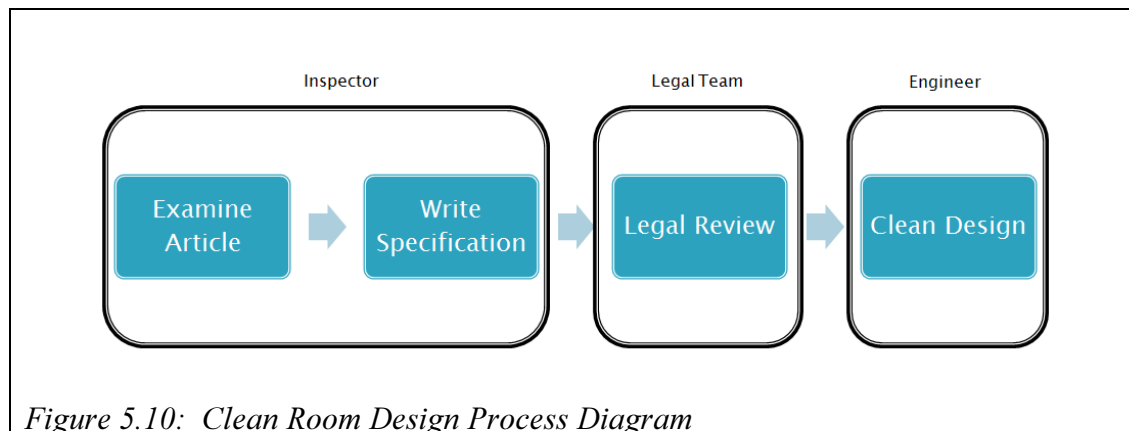 Inspector
Legal Team
Engineer
Examine
Article
Write
Specification
Legal Review
Clean Design
Figure 5.10:  Clean Room Design Process Diagram